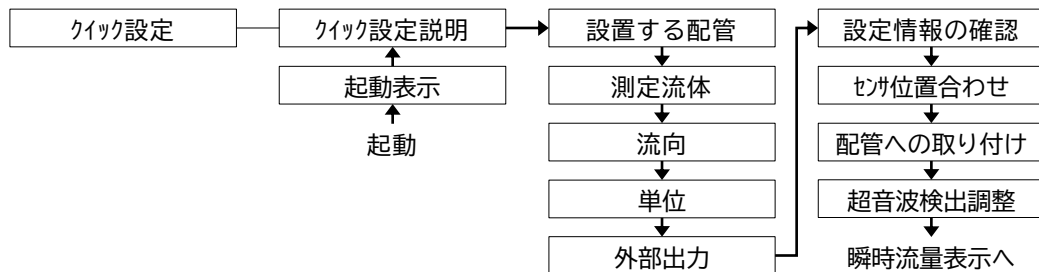 ｸｲｯｸ設定
ｸｲｯｸ設定説明
起動表示
起動
設置する配管
測定流体
流向
単位
外部出力
設定情報の確認
ｾﾝｻ位置合わせ
配管への取り付け
超音波検出調整
瞬時流量表示へ